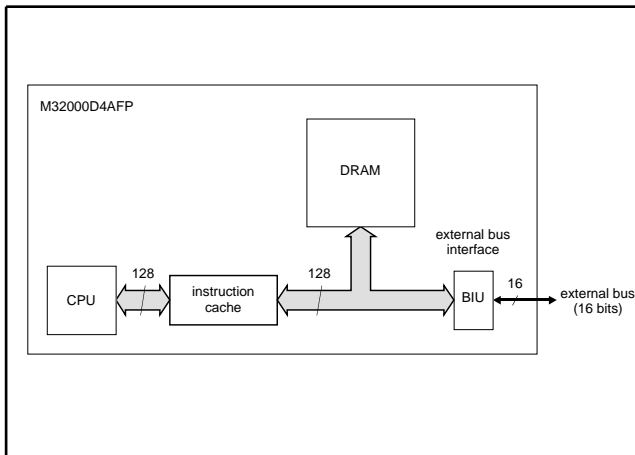 M32000D4AFP
DRAM
external bus
interface
128
128
16
CPU
instruction
cache
BIU
external bus
(16 bits)